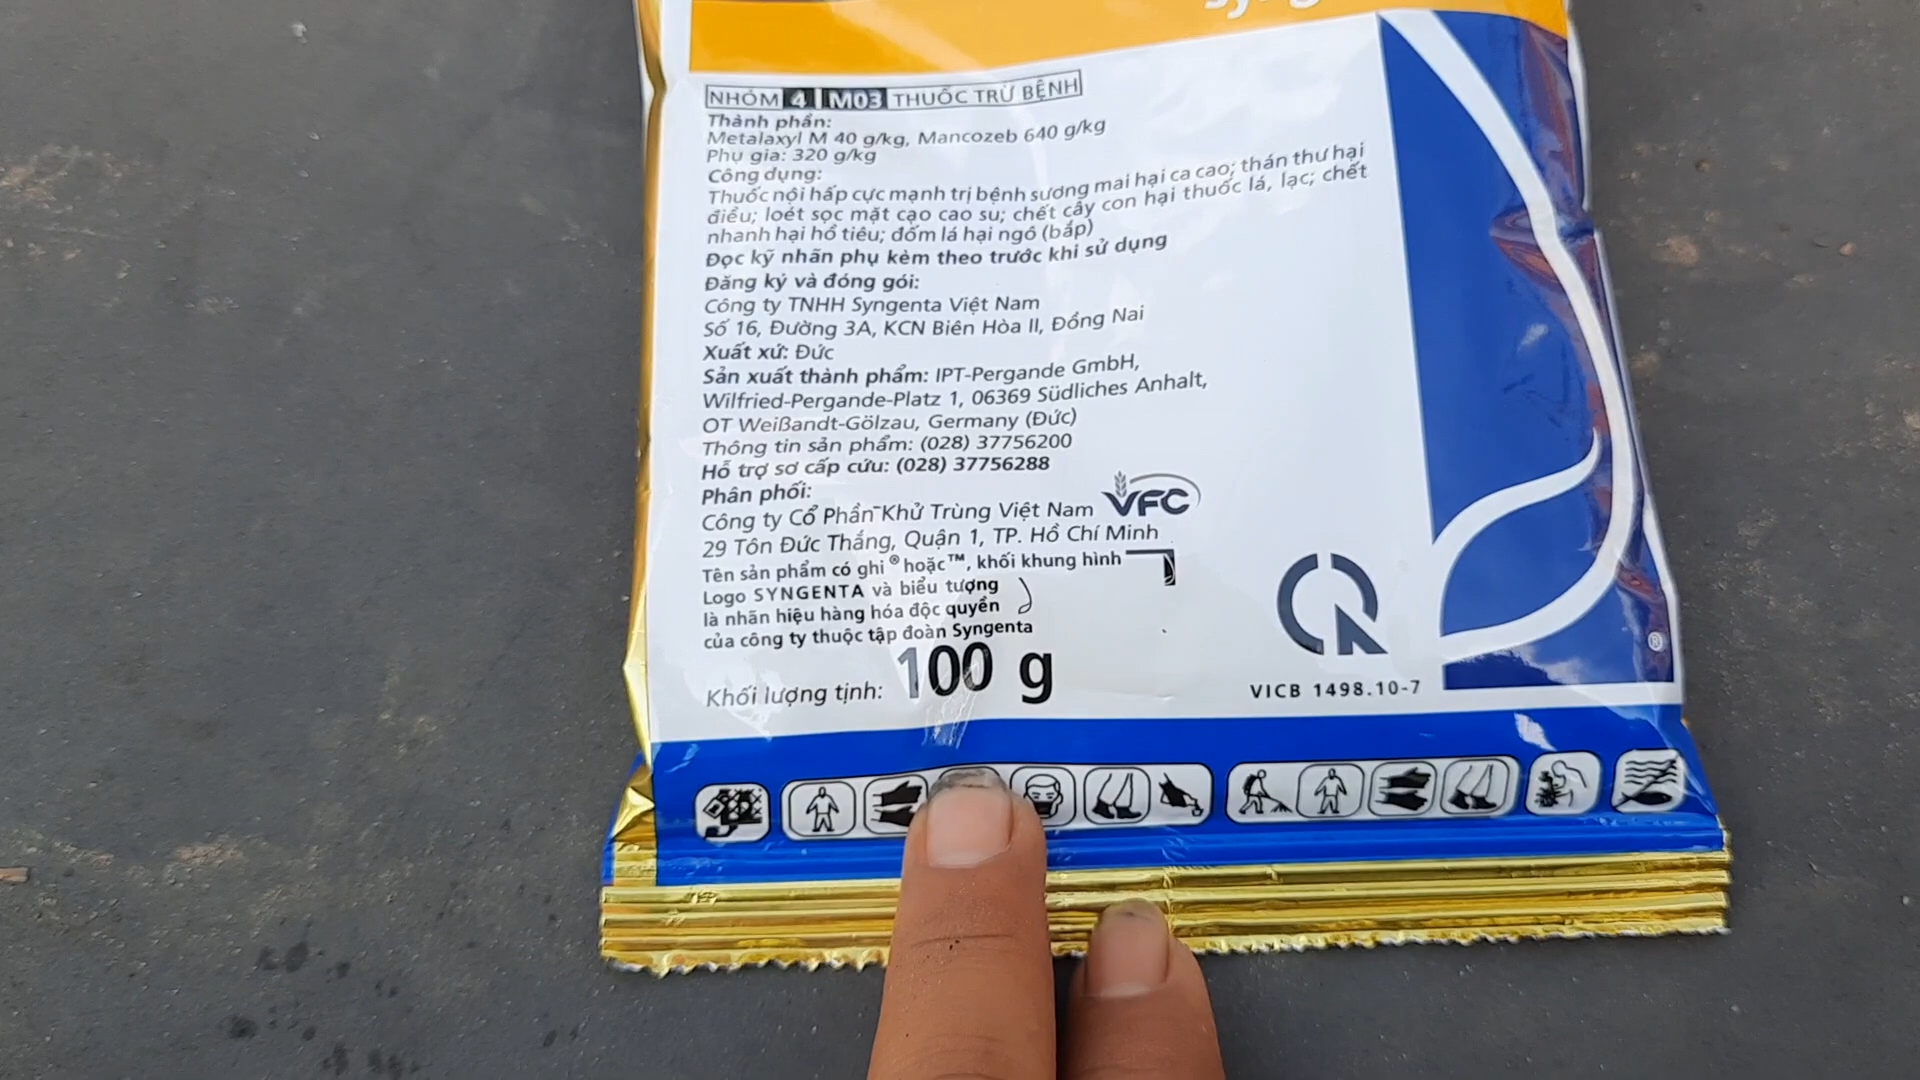 NHÓM 4 M03 THUỐC TRỪ BỆNH
Thành phần:
Metalaxyl M 40 g/kg, Mancozeb 640 g/kg
Phụ gia: 320 g/kg
Công dụng:
Thuốc nội hấp cực mạnh trị bệnh sương mai hại ca cao; thán thư hại
điều; loét sọc mặt cạo cao su; chết cây con hại thuốc lá, lạc; chết
nhanh hại hồ tiêu; đốm lá hại ngô (bắp)
Đọc kỹ nhãn phụ kèm theo trước khi sử dụng
Đăng ký và đóng gói:
Công ty TNHH Syngenta Việt Nam
Số 16, Đường 3A, KCN Biên Hòa II, Đồng Nai
Xuất xứ: Đức
Sản xuất thành phẩm: IPT-Pergande GmbH,
Wilfried-Pergande-Platz 1, 06369 Südliches Anhalt,
OT Weißandt-Gölzau, Germany (Đức)
Thông tin sản phẩm: (028) 37756200
Hỗ trợ sơ cấp cứu: (028) 37756288
Phân phối:
Công ty Cổ Phần Khử Trùng Việt Nam VFC
29 Tôn Đức Thắng, Quận 1, TP. Hồ Chí Minh
Tên sản phẩm có ghi ® hoặc ™, khối khung hình
Logo SYNGENTA và biểu tượng
là nhãn hiệu hàng hóa độc quyền
của công ty thuộc tập đoàn Syngenta
Khối lượng tịnh: 100 g
VICB 1498.10-7
®